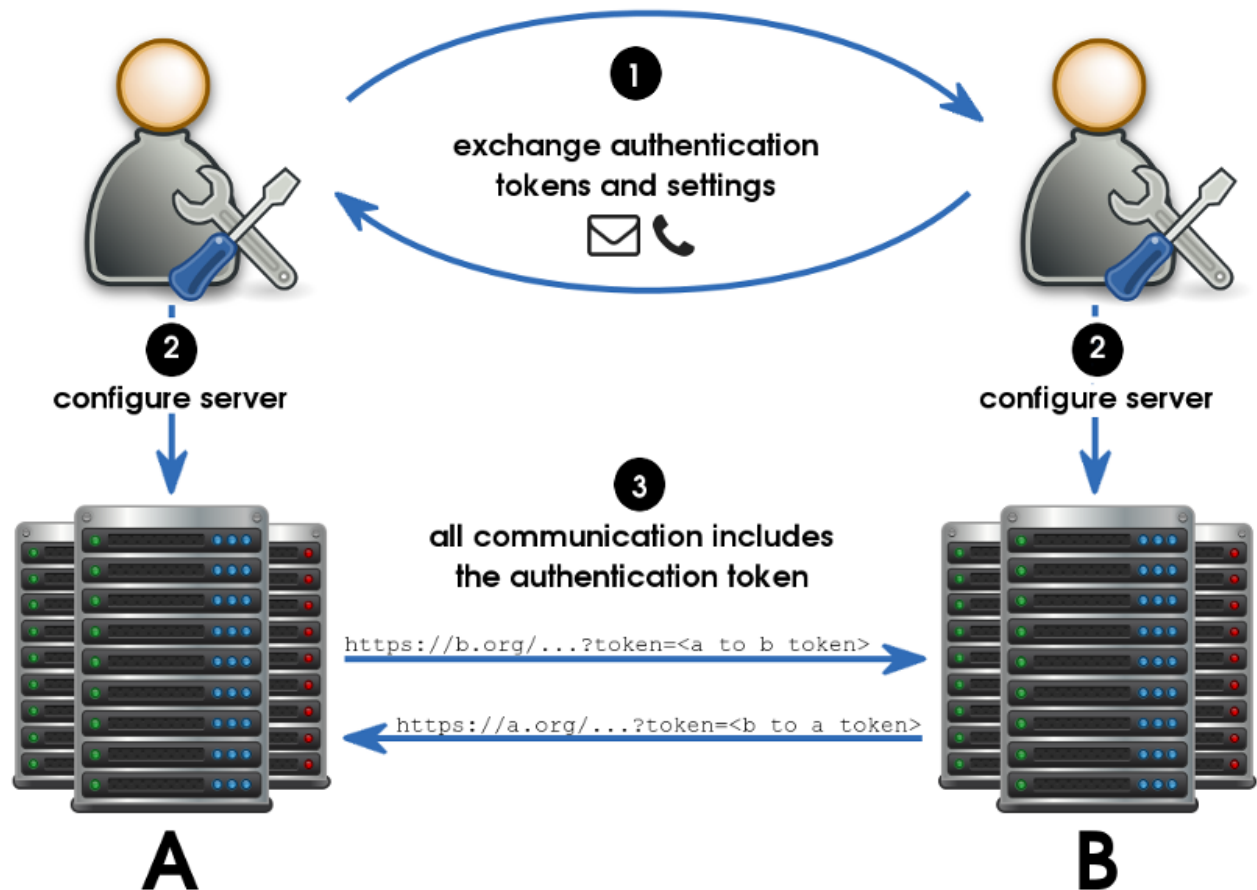 1
exchange authentication
tokens and settings
2
configure server
2
configure server
3
all communication includes
the authentication token
https://b.org/...?token=<a to b token>
https://a.org/...?token=<b to a token>
A
B